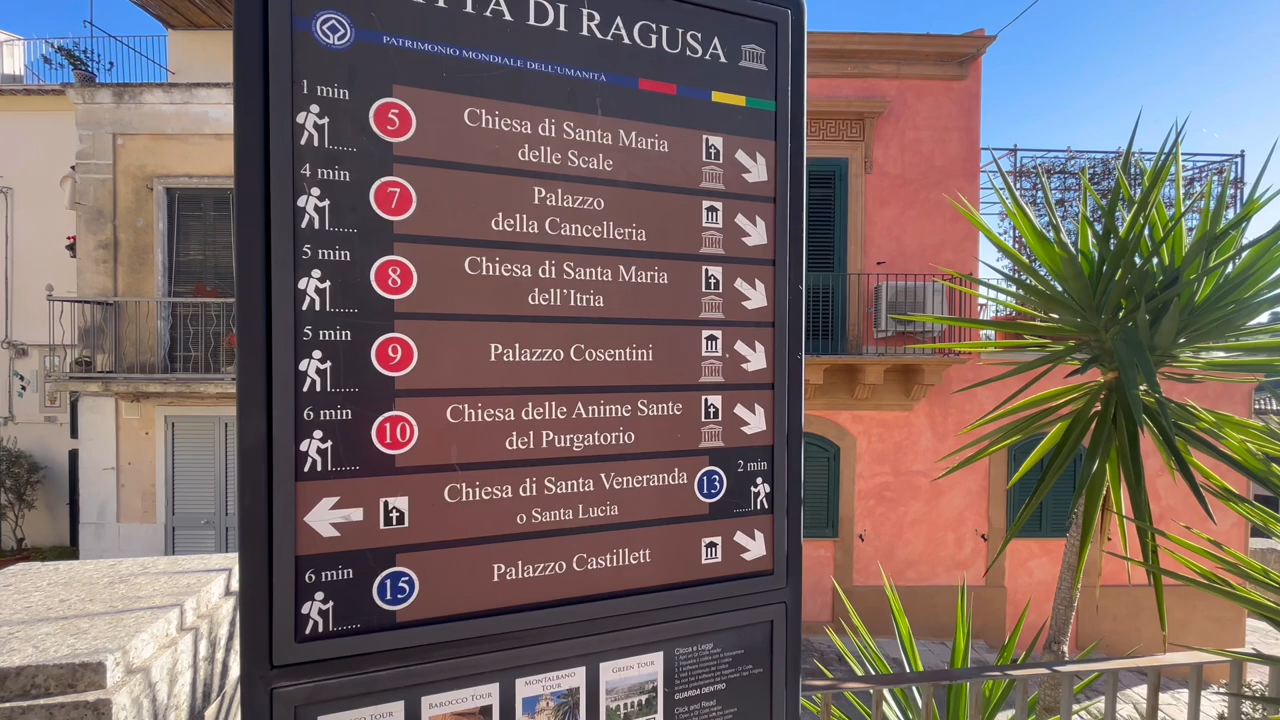 DI RAGUSA
PATRIMONIO MONDIALE DELL'UMANITÀ
1 min
5
Chiesa di Santa Maria
delle Scale
4 min
7
Palazzo
della Cancelleria
5 min
8
Chiesa di Santa Maria
dell'Itria
5 min
9
Palazzo Cosentini
6 min
10
Chiesa delle Anime Sante
del Purgatorio
Chiesa di Santa Veneranda
o Santa Lucia
13
2 min
6 min
15
Palazzo Castillett
TOUR
BAROCCO TOUR
MONTALBANO
TOUR
GREEN TOUR
Clicca e Leggi
GUARDA DENTRO
Click and Read